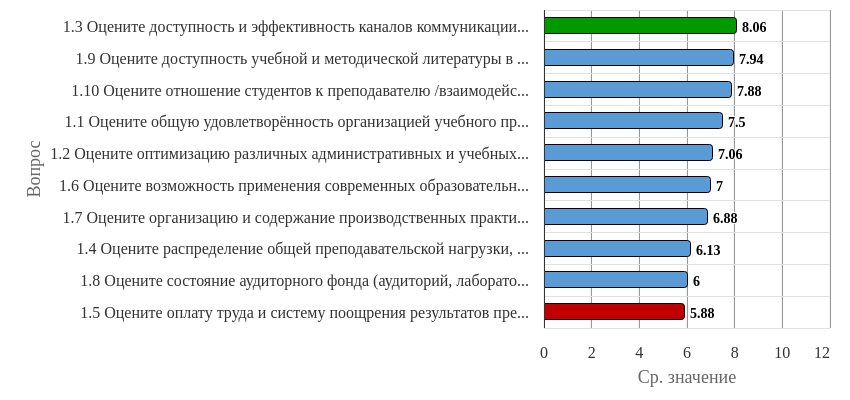 1.3 Оцените доступность и эффективность каналов коммуникации... 8.06
1.9 Оцените доступность учебной и методической литературы в ... 7.94
1.10 Оцените отношение студентов к преподавателю /взаимодейс... 7.88
1.1 Оцените общую удовлетворённость организацией учебного пр... 7.5
1.2 Оцените оптимизацию различных административных и учебных... 7.06
1.6 Оцените возможность применения современных образовательн... 7
1.7 Оцените организацию и содержание производственных практи... 6.88
1.4 Оцените распределение общей преподавательской нагрузки, ... 6.13
1.8 Оцените состояние аудиторного фонда (аудиторий, лаборато... 6
1.5 Оцените оплату труда и систему поощрения результатов пре... 5.88
Вопрос
0 2 4 6 8 10 12
Ср. значение